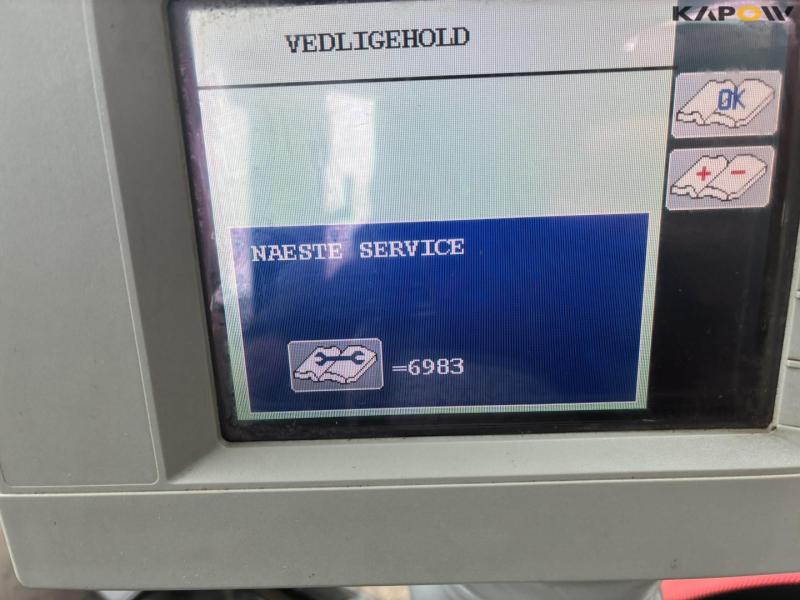 KAPOW
VEDLIGEHOLD
OK
+ -
NAESTE SERVICE
=6983